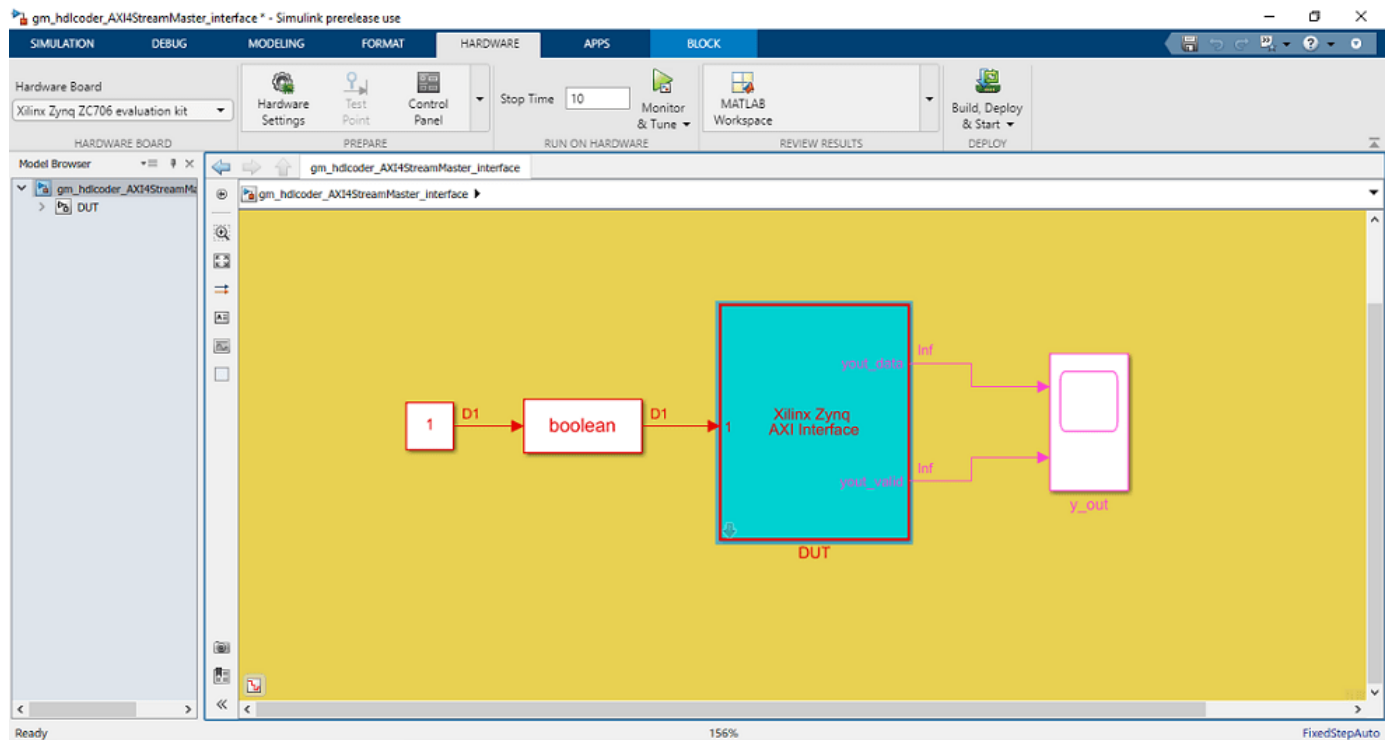 gm_hdlcoder_AXI4StreamMaster_interface * - Simulink prerelease use
SIMULATION DEBUG MODELING FORMAT HARDWARE APPS BLOCK
Hardware Board
Xilinx Zynq ZC706 evaluation kit
Hardware Settings
Test Point
Control Panel
Stop Time 10
Monitor & Tune
MATLAB Workspace
Build, Deploy & Start
HARDWARE BOARD PREPARE RUN ON HARDWARE REVIEW RESULTS DEPLOY
Model Browser
gm_hdlcoder_AXI4StreamMaster_interface
gm_hdlcoder_AXI4StreamMa
gm_hdlcoder_AXI4StreamMaster_interface
DUT
yout_data Inf
1 D1 boolean D1 1
Xilinx Zynq
AXI Interface
yout_valid Inf
y_out
DUT
Ready 156% FixedStepAuto